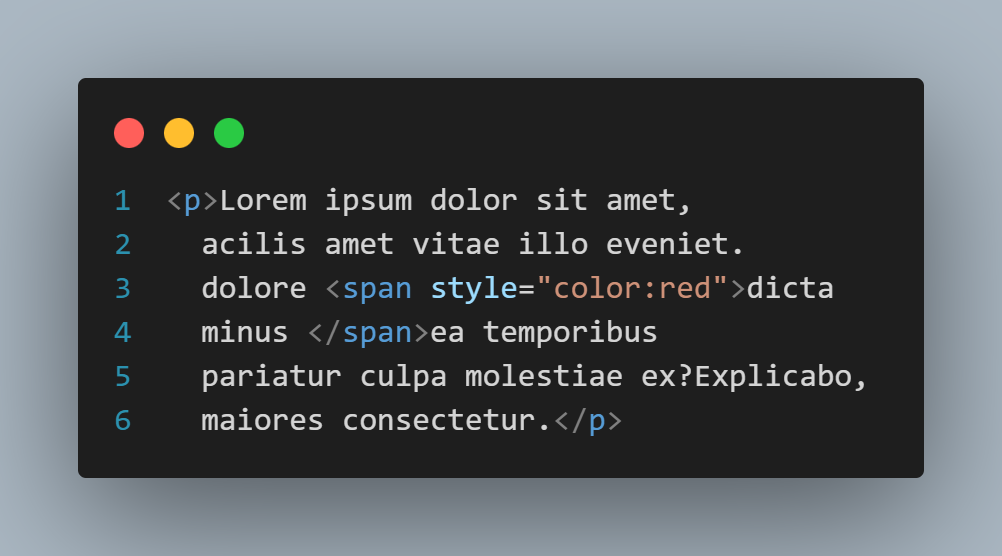 1 <p>Lorem ipsum dolor sit amet,
2   acilis amet vitae illo eveniet.
3   dolore <span style="color:red">dicta
4   minus </span>ea temporibus
5   pariatur culpa molestiae ex?Explicabo,
6   maiores consectetur.</p>